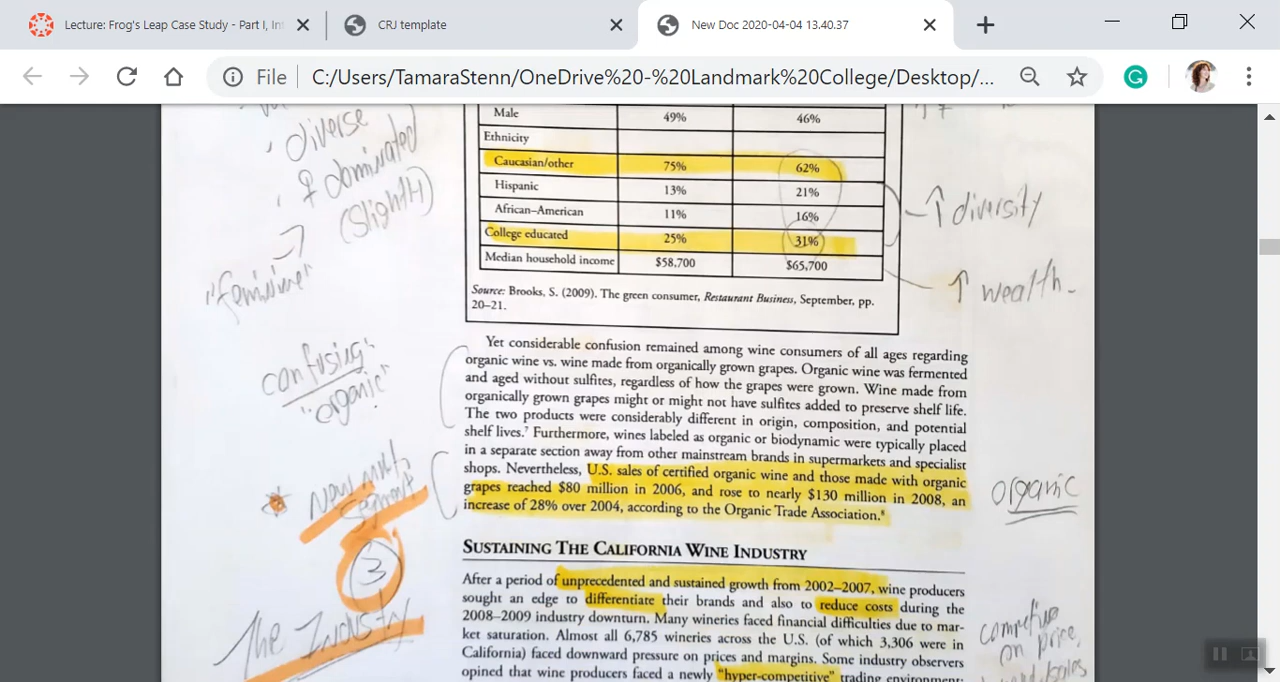 Lecture: Frog's Leap Case Study - Part I, Int
CRJ template
New Doc 2020-04-04 13.40.37
File
C:/Users/TamaraStenn/OneDrive%20-%20Landmark%20College/Desktop/...
Male 49% 46%
Ethnicity
Caucasian/other 75% 62%
Hispanic 13% 21%
African–American 11% 16%
College educated 25% 31%
Median household income $58,700 $65,700
Source: Brooks, S. (2009). The green consumer, Restaurant Business, September, pp.
20–21.
diverse
♀ dominated
(slightly)
"feminine"
↑ diversity
↑ wealth
confusing
"organic"
Yet considerable confusion remained among wine consumers of all ages regarding
organic wine vs. wine made from organically grown grapes. Organic wine was fermented
and aged without sulfites, regardless of how the grapes were grown. Wine made from
organically grown grapes might or might not have sulfites added to preserve shelf life.
The two products were considerably different in origin, composition, and potential
shelf lives.⁷ Furthermore, wines labeled as organic or biodynamic were typically placed
in a separate section away from other mainstream brands in supermarkets and specialist
shops. Nevertheless, U.S. sales of certified organic wine and those made with organic
grapes reached $80 million in 2006, and rose to nearly $130 million in 2008, an
increase of 28% over 2004, according to the Organic Trade Association.⁸
organic
3
The Industry
SUSTAINING THE CALIFORNIA WINE INDUSTRY
After a period of unprecedented and sustained growth from 2002–2007, wine producers
sought an edge to differentiate their brands and also to reduce costs during the
2008–2009 industry downturn. Many wineries faced financial difficulties due to mar-
ket saturation. Almost all 6,785 wineries across the U.S. (of which 3,306 were in
California) faced downward pressure on prices and margins. Some industry observers
opined that wine producers faced a newly "hyper-competitive" trading environment;
on price,